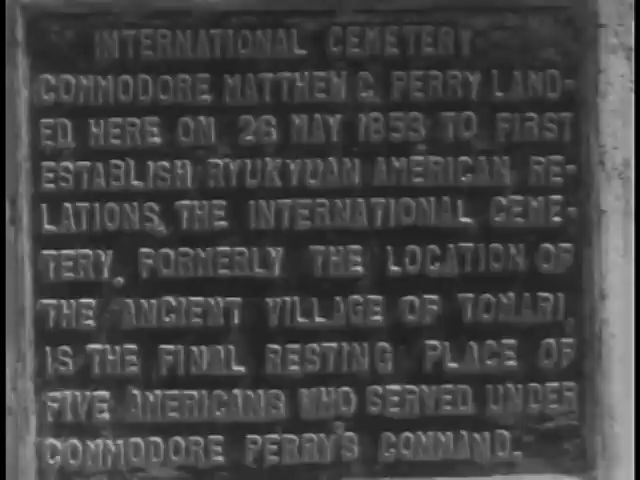 INTERNATIONAL CEMETERY
COMMODORE MATTHEW C. PERRY LAND-
ED HERE ON 26 MAY 1853 TO FIRST
ESTABLISH RYUKYUAN AMERICAN RE-
LATIONS. THE INTERNATIONAL CEME-
TERY, FORMERLY THE LOCATION OF
THE ANCIENT VILLAGE OF TOMARI,
IS THE FINAL RESTING PLACE OF
FIVE AMERICANS WHO SERVED UNDER
COMMODORE PERRY'S COMMAND.